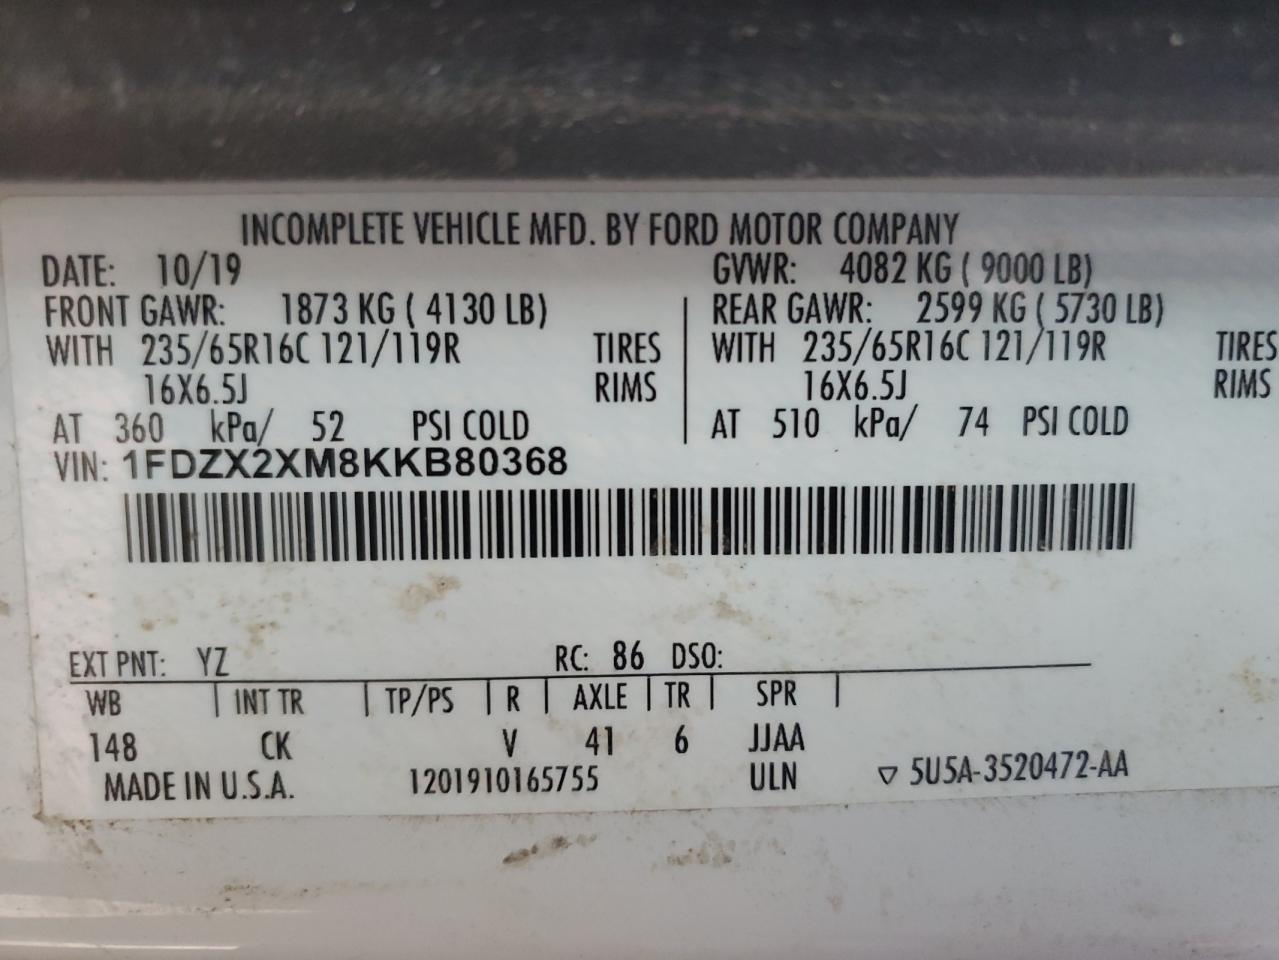 INCOMPLETE VEHICLE MFD. BY FORD MOTOR COMPANY
DATE: 10/19 GVWR: 4082 KG ( 9000 LB)
FRONT GAWR: 1873 KG ( 4130 LB) REAR GAWR: 2599 KG ( 5730 LB)
WITH 235/65R16C 121/119R TIRES WITH 235/65R16C 121/119R TIRES
16X6.5J RIMS 16X6.5J RIMS
AT 360 kPa/ 52 PSI COLD AT 510 kPa/ 74 PSI COLD
VIN: 1FDZX2XM8KKB80368
EXT PNT: YZ RC: 86 DSO:
WB INT TR TP/PS R AXLE TR SPR
148 CK V 41 6 JJAA
MADE IN U.S.A. 1201910165755 ULN ▽ 5U5A-3520472-AA